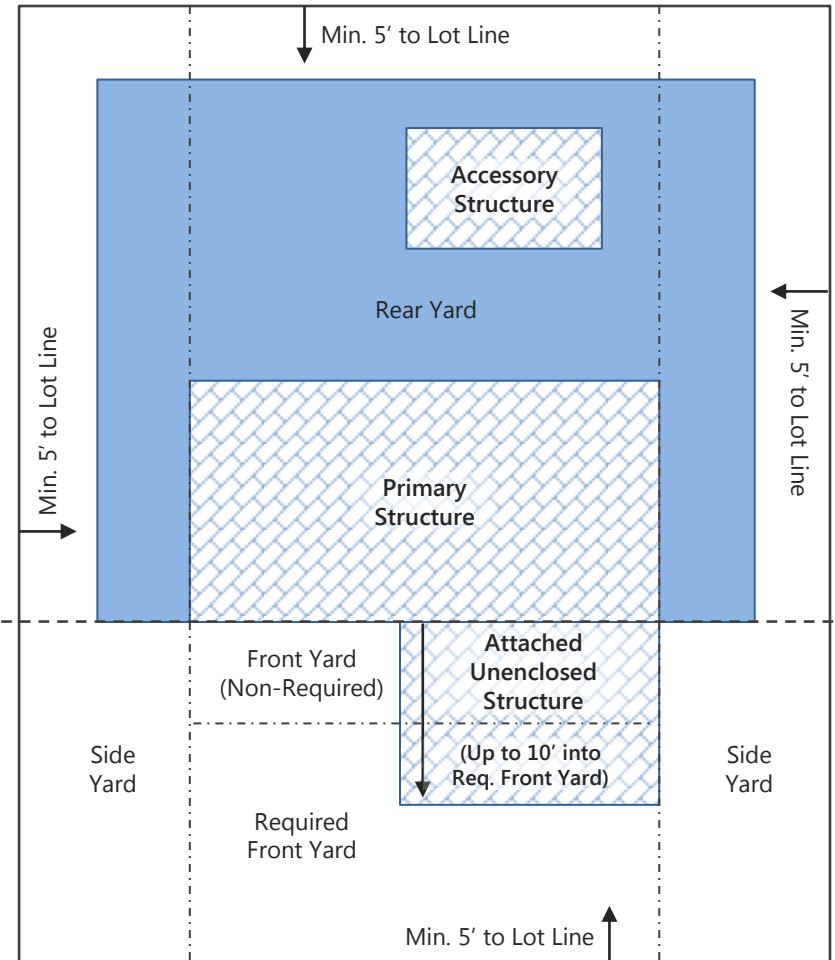 Min. 5' to Lot Line
Accessory
Structure
Rear Yard
Min. 5' to Lot Line
Min. 5' to Lot Line
Primary
Structure
Front Yard
(Non-Required)
Attached
Unenclosed
Structure
(Up to 10' into
Req. Front Yard)
Side
Yard
Side
Yard
Required
Front Yard
Min. 5' to Lot Line